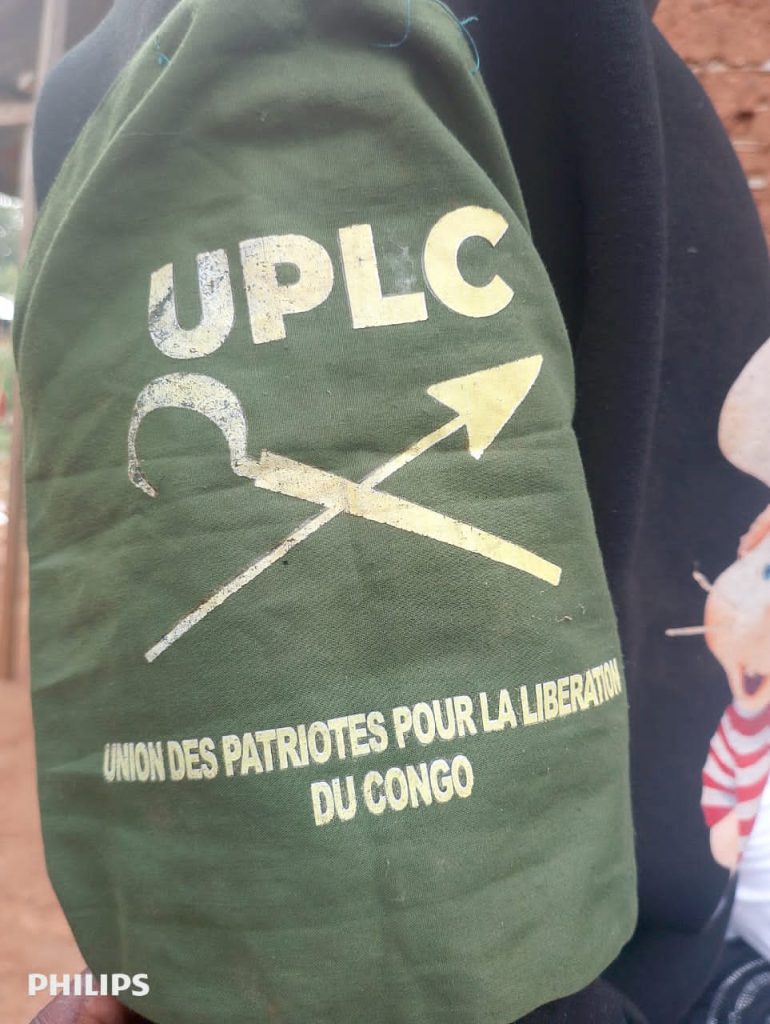 UPLC
UNION DES PATRIOTES POUR LA LIBERATION
DU CONGO
PHILIPS